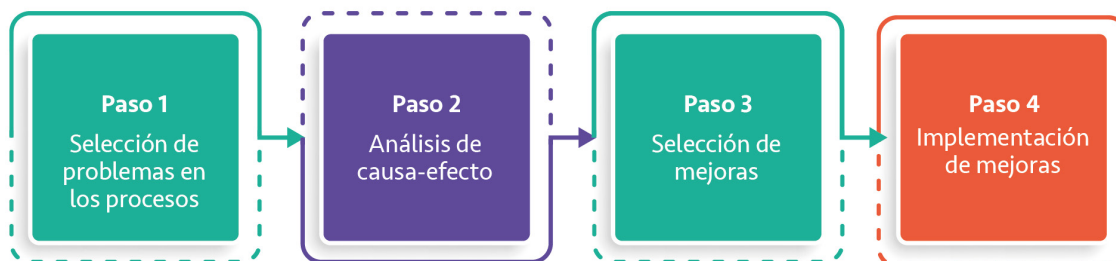 Paso 1
Selección de
problemas en
los procesos
Paso 2
Análisis de
causa-efecto
Paso 3
Selección de
mejoras
Paso 4
Implementación
de mejoras